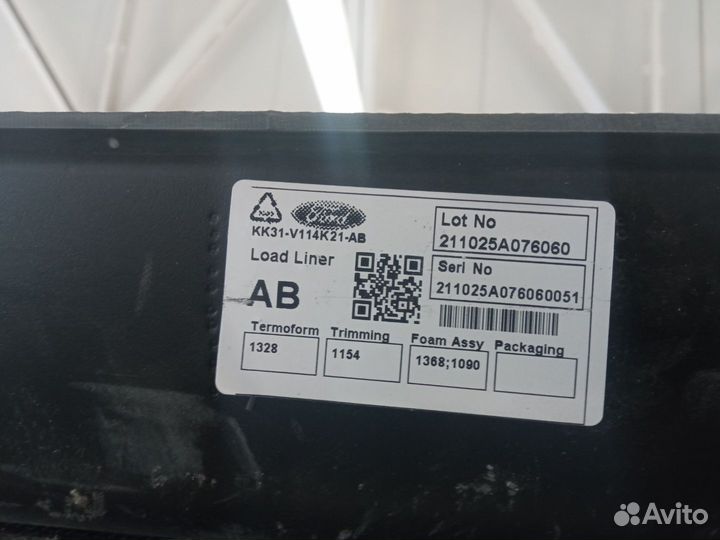 Ford
KK31-V114K21-AB
Load Liner
AB
Lot No
211025A076060
Seri No
211025A076060051
Termoform
1328
Trimming
1154
Foam Assy
1368;1090
Packaging
Avito